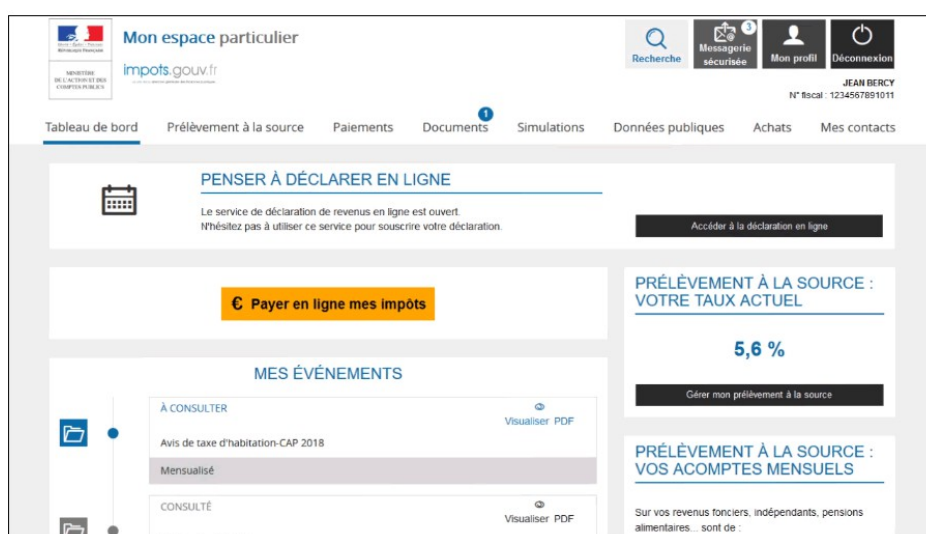 RÉPUBLIQUE FRANÇAISE
MINISTÈRE
DE L'ACTION ET DES
COMPTES PUBLICS
Mon espace particulier
impots.gouv.fr
Recherche
3
Messagerie
sécurisée
Mon profil
Déconnexion
JEAN BERCY
N° fiscal : 1234567891011
Tableau de bord
Prélèvement à la source
Paiements
1
Documents
Simulations
Données publiques
Achats
Mes contacts
PENSER À DÉCLARER EN LIGNE
Le service de déclaration de revenus en ligne est ouvert.
N'hésitez pas à utiliser ce service pour souscrire votre déclaration.
Accéder à la déclaration en ligne
€ Payer en ligne mes impôts
PRÉLÈVEMENT À LA SOURCE :
VOTRE TAUX ACTUEL
5,6 %
Gérer mon prélèvement à la source
MES ÉVÉNEMENTS
À CONSULTER
Visualiser PDF
Avis de taxe d'habitation-CAP 2018
Mensualisé
CONSULTÉ
Visualiser PDF
PRÉLÈVEMENT À LA SOURCE :
VOS ACOMPTES MENSUELS
Sur vos revenus fonciers, indépendants, pensions
alimentaires... sont de :